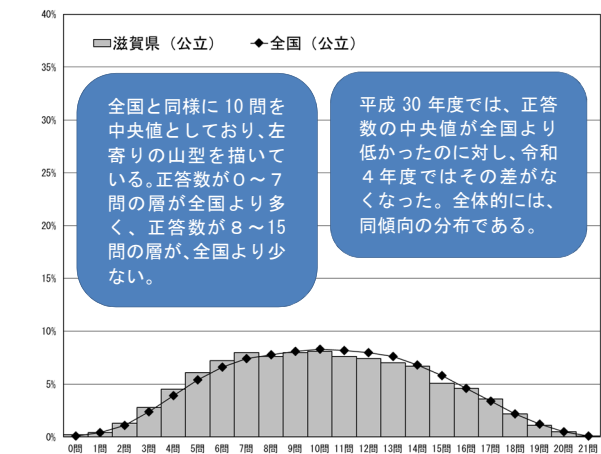 40%
滋賀県（公立）　全国（公立）
35%
30%
25%
20%
15%
10%
5%
0%
全国と同様に 10 問を
中央値としており、左
寄りの山型を描いて
いる。正答数が０～７
問の層が全国より多
く、正答数が８～15
問の層が、全国より少
ない。
平成 30 年度では、正答
数の中央値が全国より
低かったのに対し、令和
４年度ではその差がな
くなった。全体的には、
同傾向の分布である。
0問 1問 2問 3問 4問 5問 6問 7問 8問 9問 10問 11問 12問 13問 14問 15問 16問 17問 18問 19問 20問 21問